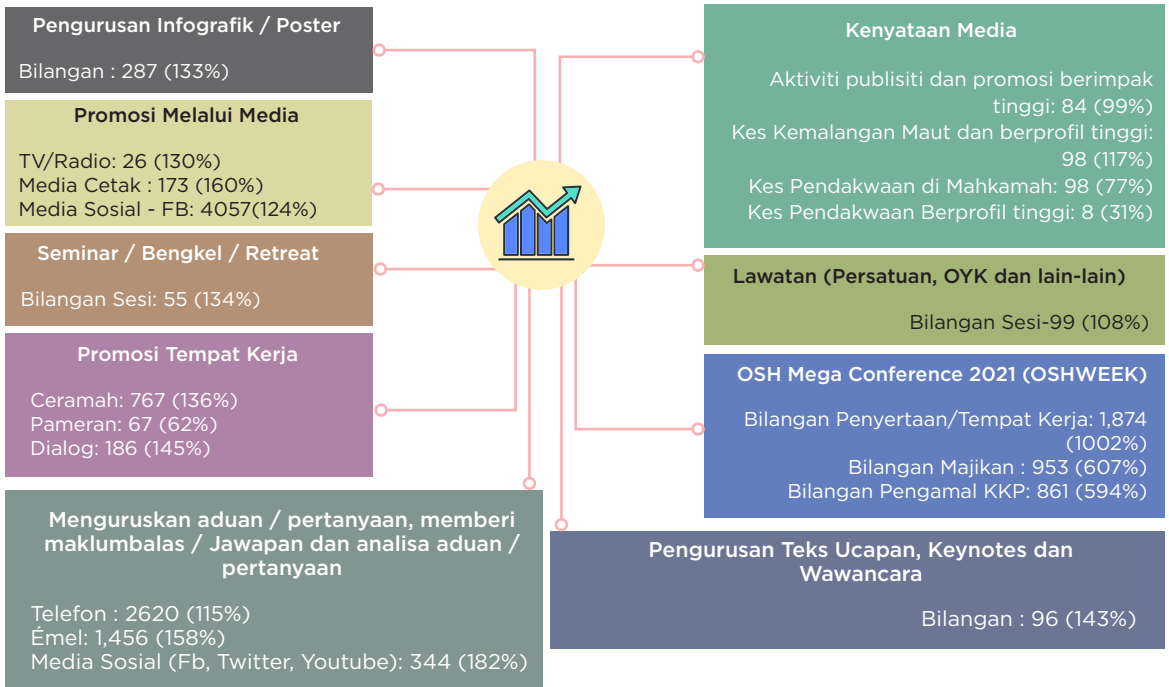 Pengurusan Infografik / Poster
Bilangan : 287 (133%)
Promosi Melalui Media
TV/Radio: 26 (130%)
Media Cetak : 173 (160%)
Media Sosial - FB: 4057(124%)
Seminar / Bengkel / Retreat
Bilangan Sesi: 55 (134%)
Promosi Tempat Kerja
Ceramah: 767 (136%)
Pameran: 67 (62%)
Dialog: 186 (145%)
Menguruskan aduan / pertanyaan, memberi
maklumbalas / Jawapan dan analisa aduan /
pertanyaan
Telefon : 2620 (115%)
Émel: 1,456 (158%)
Media Sosial (Fb, Twitter, Youtube): 344 (182%)
Kenyataan Media
Aktiviti publisiti dan promosi berimpak
tinggi: 84 (99%)
Kes Kemalangan Maut dan berprofil tinggi:
98 (117%)
Kes Pendakwaan di Mahkamah: 98 (77%)
Kes Pendakwaan Berprofil tinggi: 8 (31%)
Lawatan (Persatuan, OYK dan lain-lain)
Bilangan Sesi-99 (108%)
OSH Mega Conference 2021 (OSHWEEK)
Bilangan Penyertaan/Tempat Kerja: 1,874
(1002%)
Bilangan Majikan : 953 (607%)
Bilangan Pengamal KKP: 861 (594%)
Pengurusan Teks Ucapan, Keynotes dan
Wawancara
Bilangan : 96 (143%)